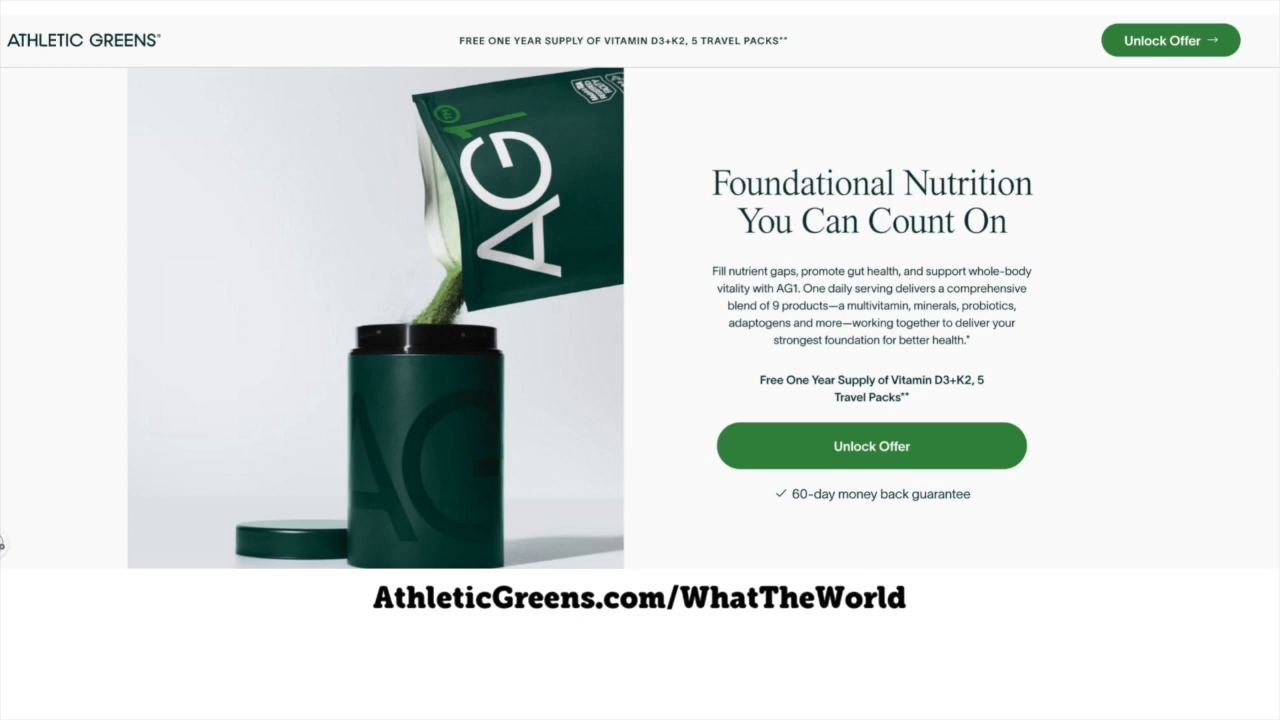 ATHLETIC GREENS®
FREE ONE YEAR SUPPLY OF VITAMIN D3+K2, 5 TRAVEL PACKS**
Unlock Offer →
AG1
Foundational Nutrition
You Can Count On
Fill nutrient gaps, promote gut health, and support whole-body
vitality with AG1. One daily serving delivers a comprehensive
blend of 9 products—a multivitamin, minerals, probiotics,
adaptogens and more—working together to deliver your
strongest foundation for better health.*
Free One Year Supply of Vitamin D3+K2, 5
Travel Packs**
Unlock Offer
✓ 60-day money back guarantee
AG
AthleticGreens.com/WhatTheWorld